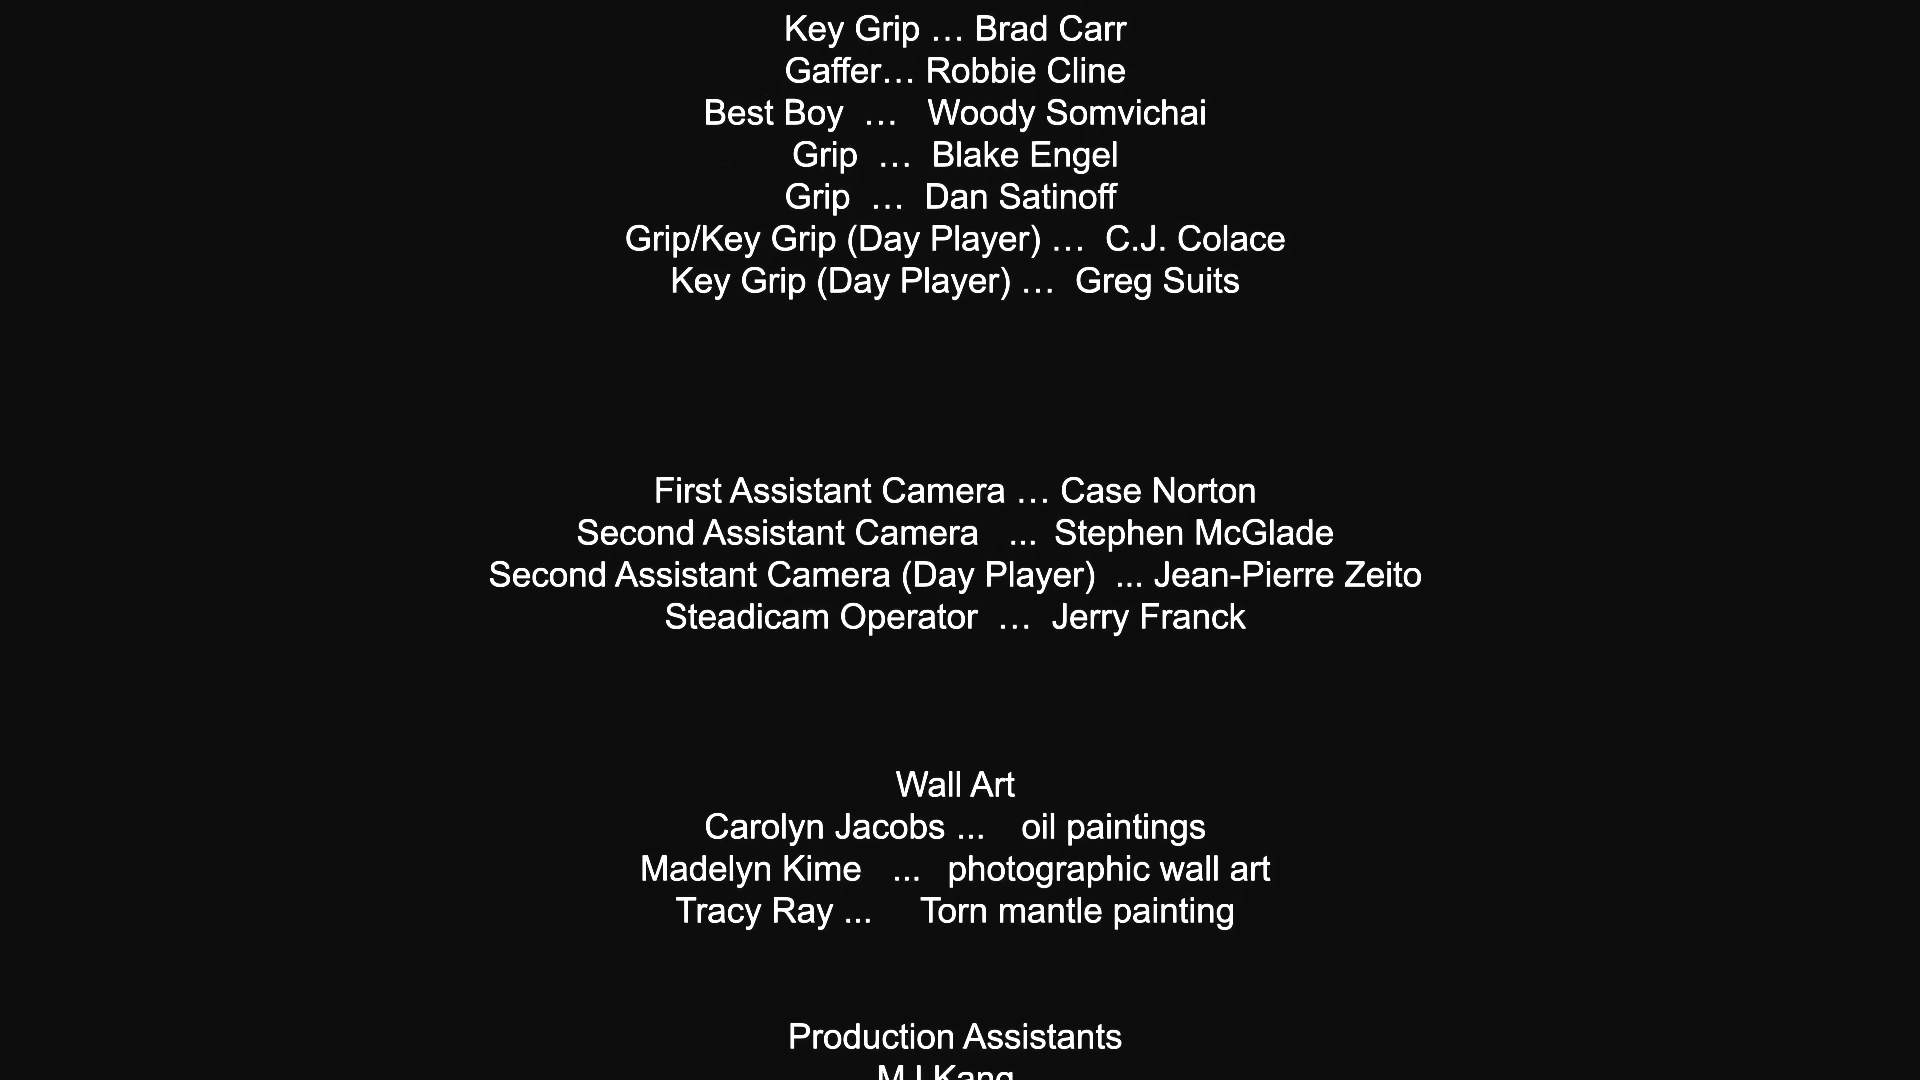 Key Grip … Brad Carr
Gaffer… Robbie Cline
Best Boy … Woody Somvichai
Grip … Blake Engel
Grip … Dan Satinoff
Grip/Key Grip (Day Player) … C.J. Colace
Key Grip (Day Player) … Greg Suits
First Assistant Camera … Case Norton
Second Assistant Camera ... Stephen McGlade
Second Assistant Camera (Day Player) ... Jean-Pierre Zeito
Steadicam Operator … Jerry Franck
Wall Art
Carolyn Jacobs ... oil paintings
Madelyn Kime ... photographic wall art
Tracy Ray ... Torn mantle painting
Production Assistants
MJ Kang